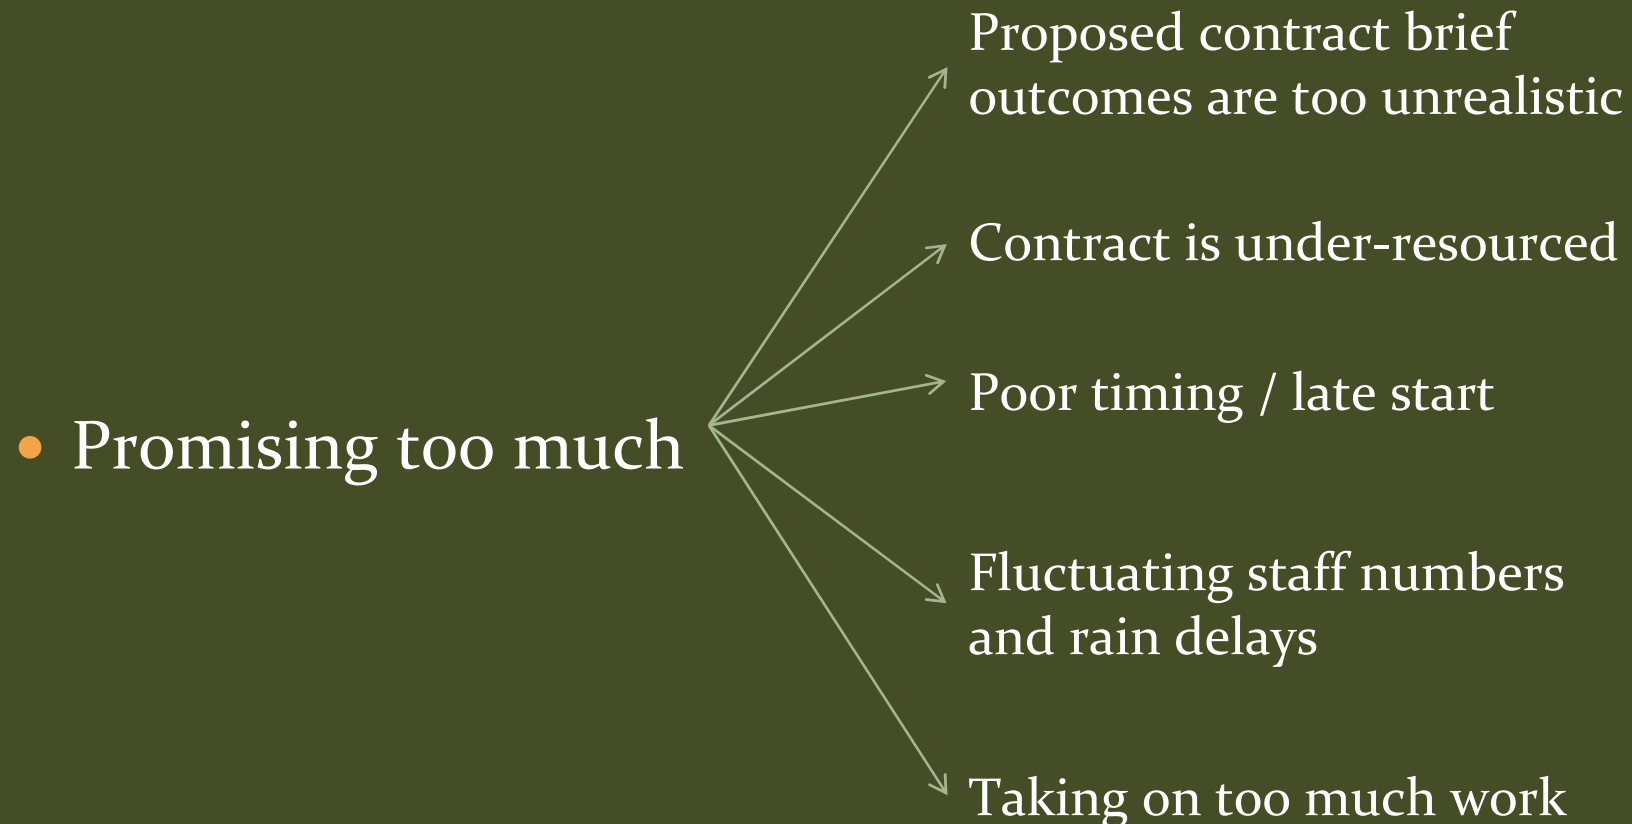 Proposed contract brief
outcomes are too unrealistic
Contract is under-resourced
Poor timing / late start
• Promising too much
Fluctuating staff numbers
and rain delays
Taking on too much work